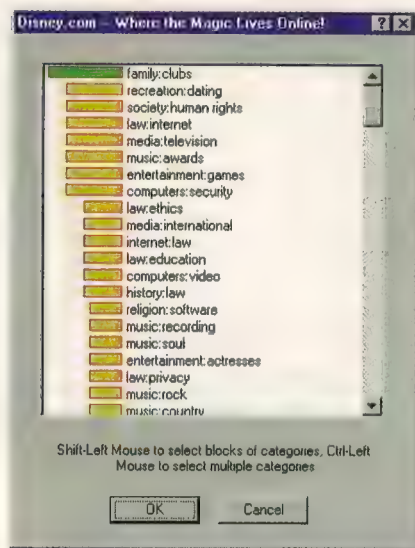 Disney.com - Where the Magic Lives Online!
family:clubs
recreation:dating
society:human rights
law:internet
media:television
music:awards
entertainment:games
computers:security
law:ethics
media:international
internet:law
law:education
computers:video
history:law
religion:software
music:recording
music:soul
entertainment:actresses
law:privacy
music:rock
music:country
Shift-Left Mouse to select blocks of categories, Ctrl-Left
Mouse to select multiple categories
OK Cancel